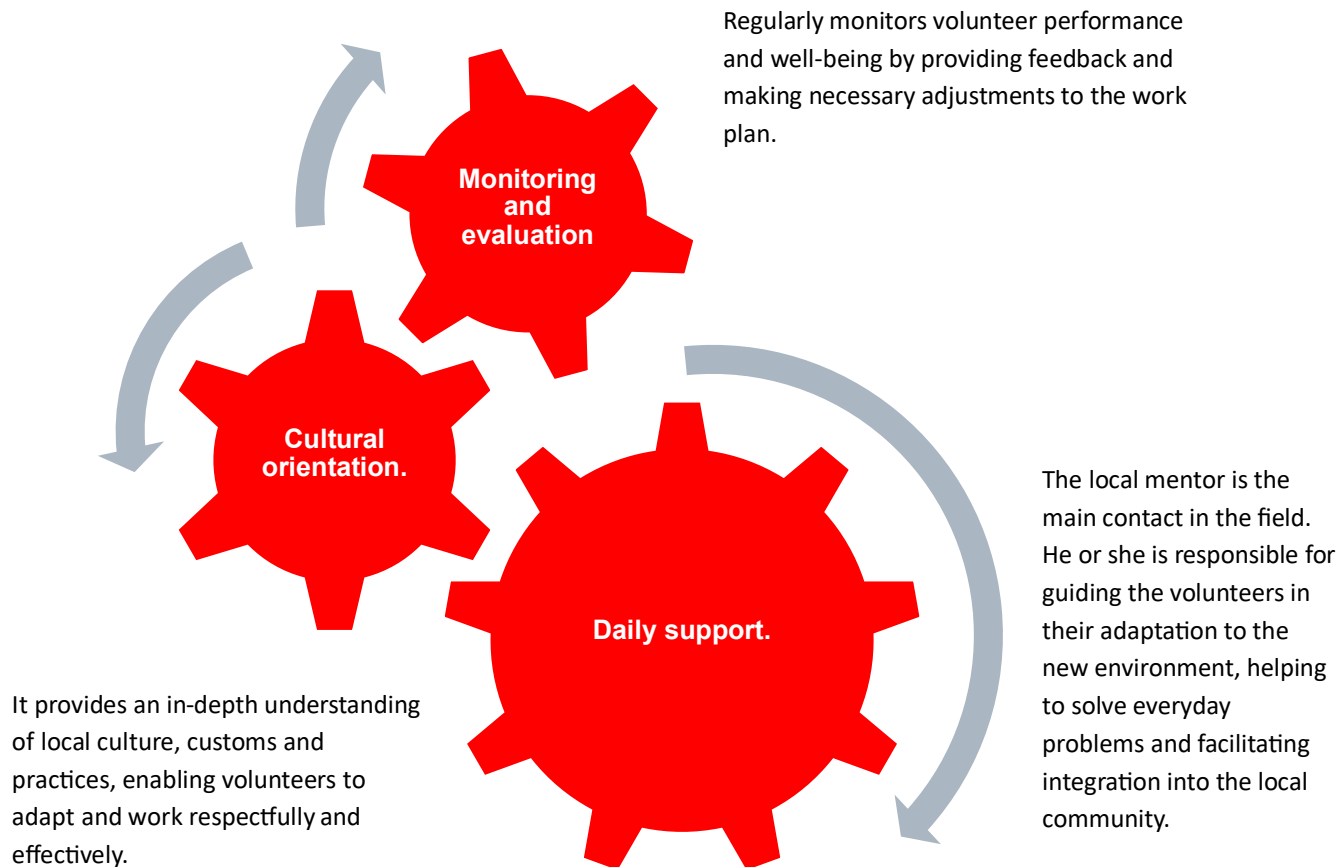 Regularly monitors volunteer performance
and well-being by providing feedback and
making necessary adjustments to the work
plan.
Monitoring
and
evaluation
Cultural
orientation.
Daily support.
The local mentor is the
main contact in the field.
He or she is responsible for
guiding the volunteers in
their adaptation to the
new environment, helping
to solve everyday
problems and facilitating
integration into the local
community.
It provides an in-depth understanding
of local culture, customs and
practices, enabling volunteers to
adapt and work respectfully and
effectively.